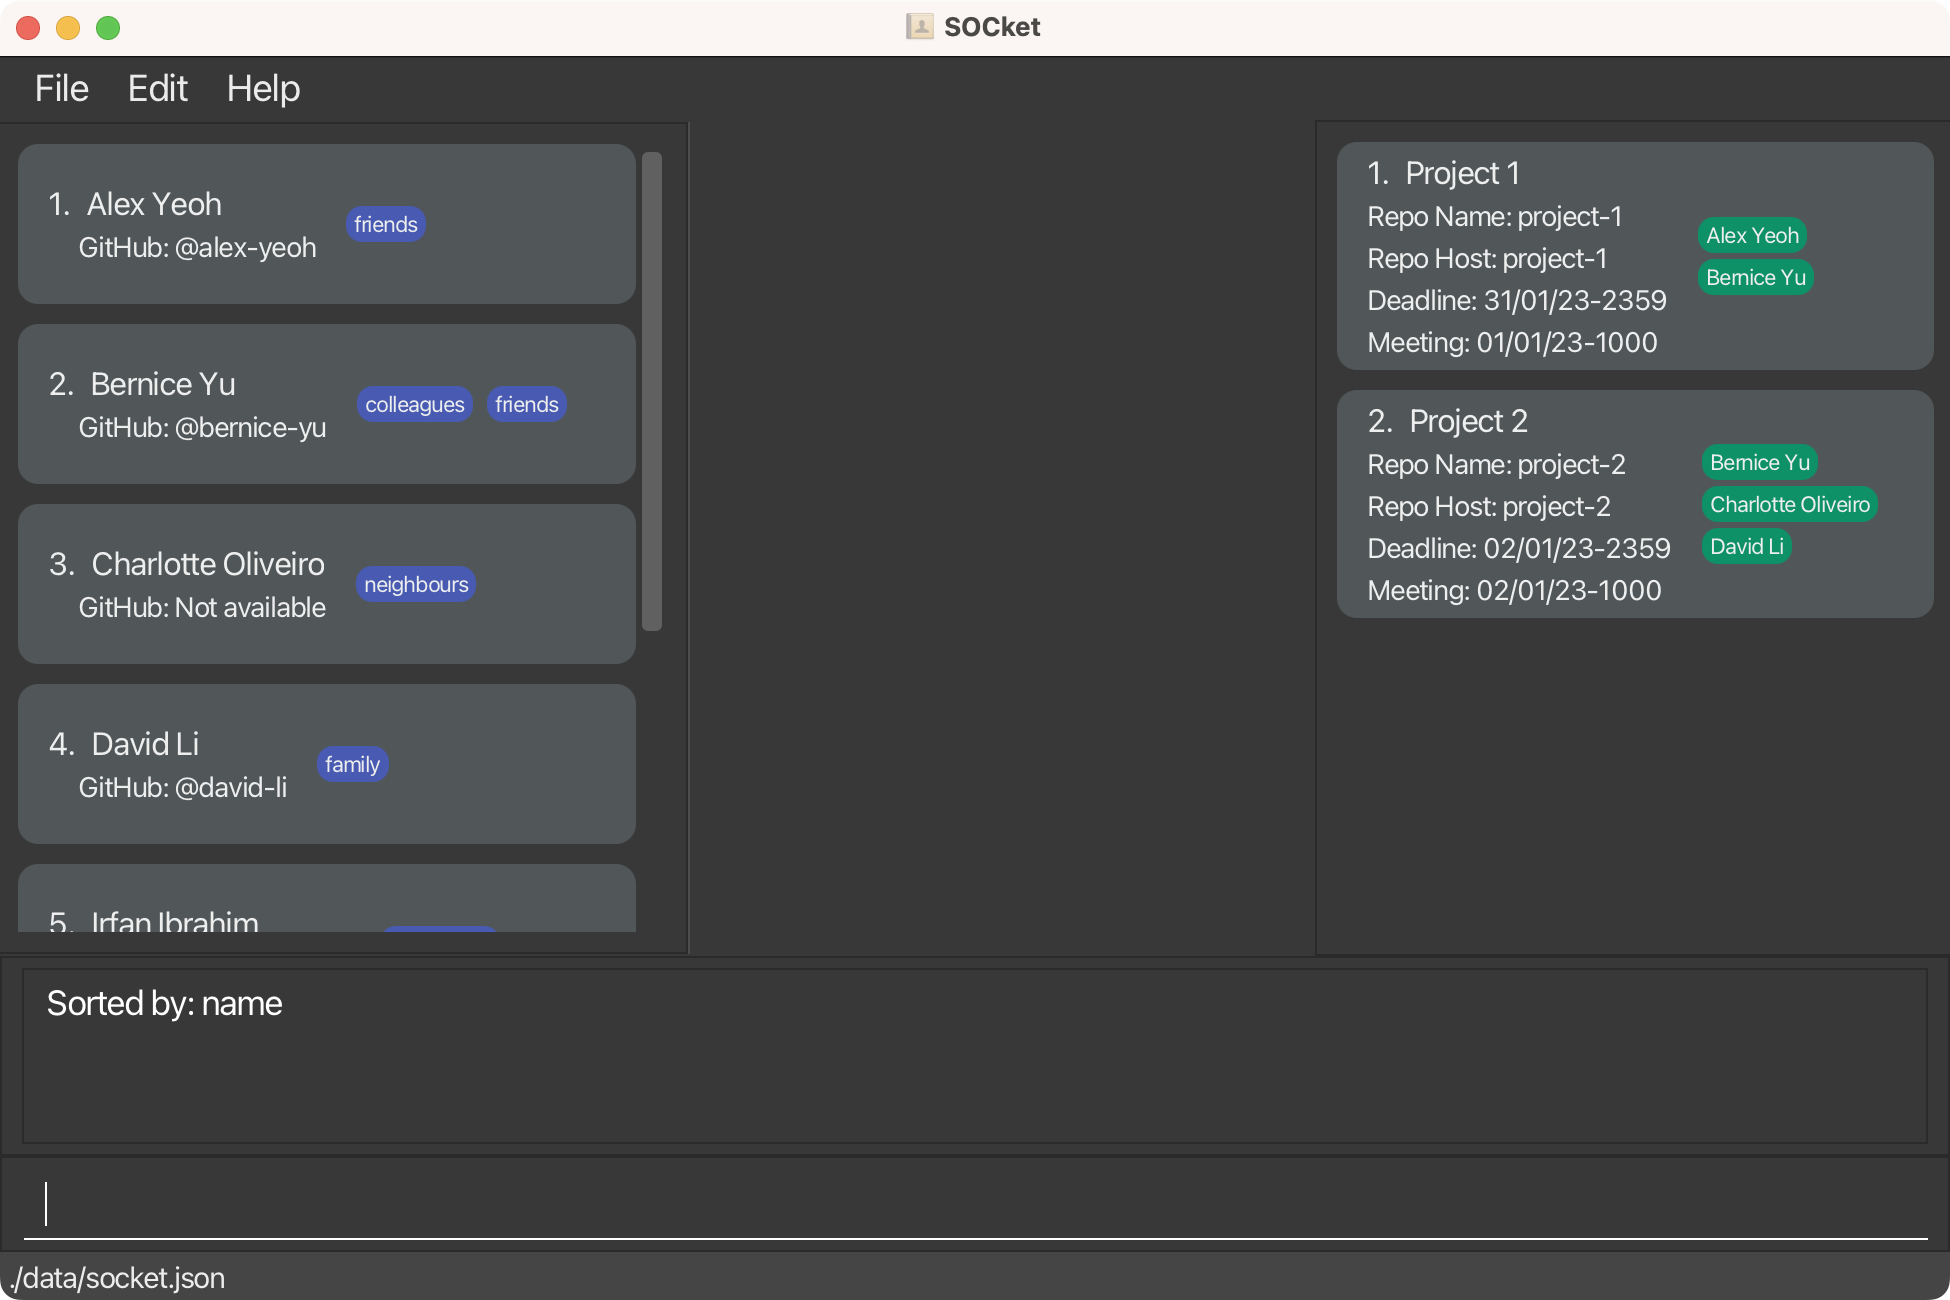 SOCket
File Edit Help
1. Alex Yeoh
GitHub: @alex-yeoh
friends
2. Bernice Yu
GitHub: @bernice-yu
colleagues friends
3. Charlotte Oliveiro
GitHub: Not available
neighbours
4. David Li
GitHub: @david-li
family
5. Irfan Ibrahim
1. Project 1
Repo Name: project-1
Repo Host: project-1
Deadline: 31/01/23-2359
Meeting: 01/01/23-1000
Alex Yeoh
Bernice Yu
2. Project 2
Repo Name: project-2
Repo Host: project-2
Deadline: 02/01/23-2359
Meeting: 02/01/23-1000
Bernice Yu
Charlotte Oliveiro
David Li
Sorted by: name
./data/socket.json